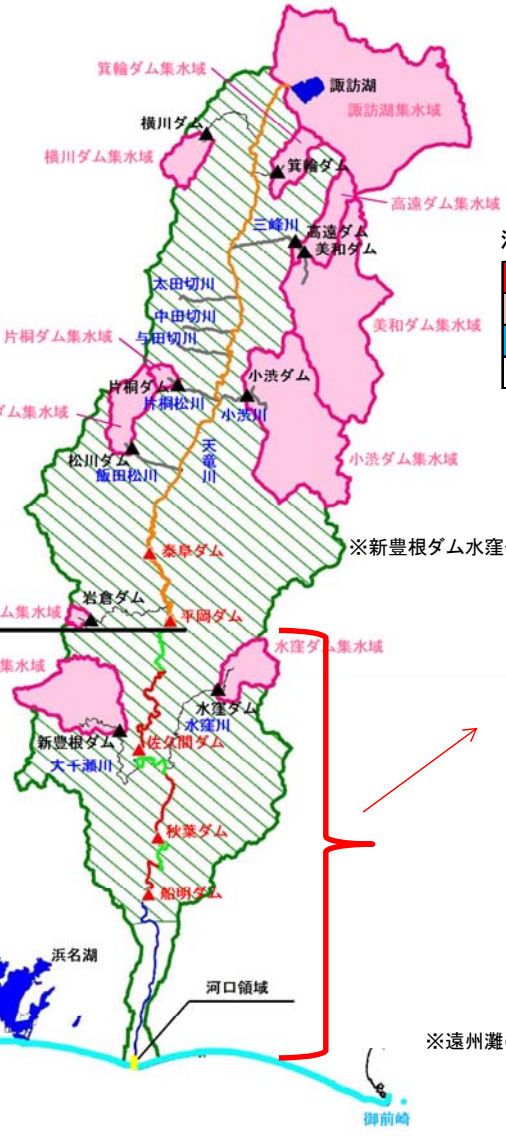 箕輪ダム集水域
諏訪湖
諏訪湖集水域
横川ダム
横川ダム集水域
箕輪ダム
高遠ダム集水域
三峰川
高遠ダム
美和ダム
太田切川
中田切川
与田切川
美和ダム集水域
片桐ダム集水域
小渋ダム
片桐ダム
片桐松川
小渋川
ダム集水域
天竜川
松川ダム
飯田松川
小渋ダム集水域
泰阜ダム
※新豊根ダム水窪
岩倉ダム
ム集水域
平岡ダム
水窪ダム集水域
集水域
水窪ダム
水窪川
新豊根ダム
佐久間ダム
大千瀬川
秋葉ダム
船明ダム
浜名湖
河口領域
※遠州灘
御前崎